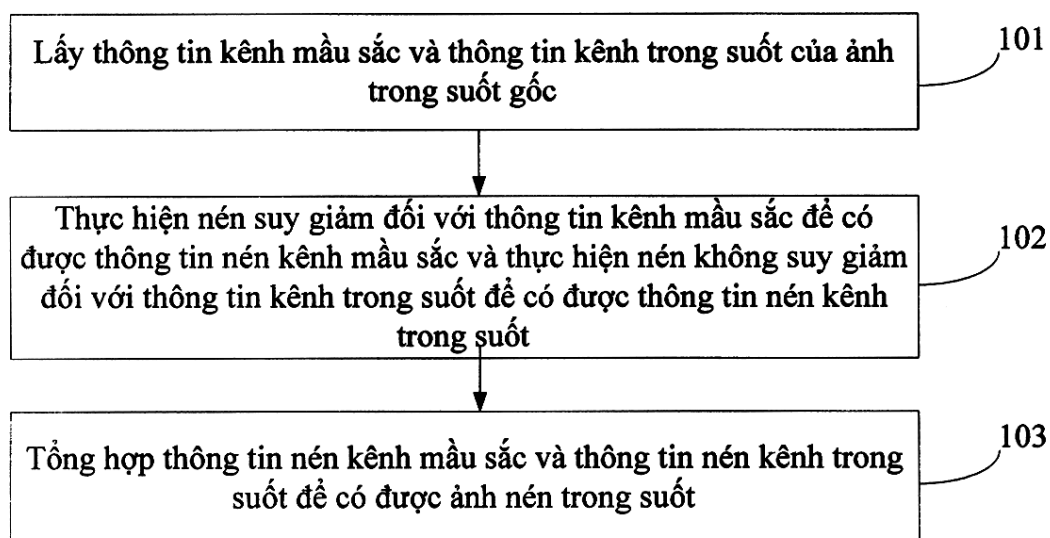 Lấy thông tin kênh mầu sắc và thông tin kênh trong suốt của ảnh
trong suốt gốc
101
Thực hiện nén suy giảm đối với thông tin kênh mầu sắc để có
được thông tin nén kênh mầu sắc và thực hiện nén không suy giảm
đối với thông tin kênh trong suốt để có được thông tin nén kênh
trong suốt
102
Tổng hợp thông tin nén kênh mầu sắc và thông tin nén kênh trong
suốt để có được ảnh nén trong suốt
103